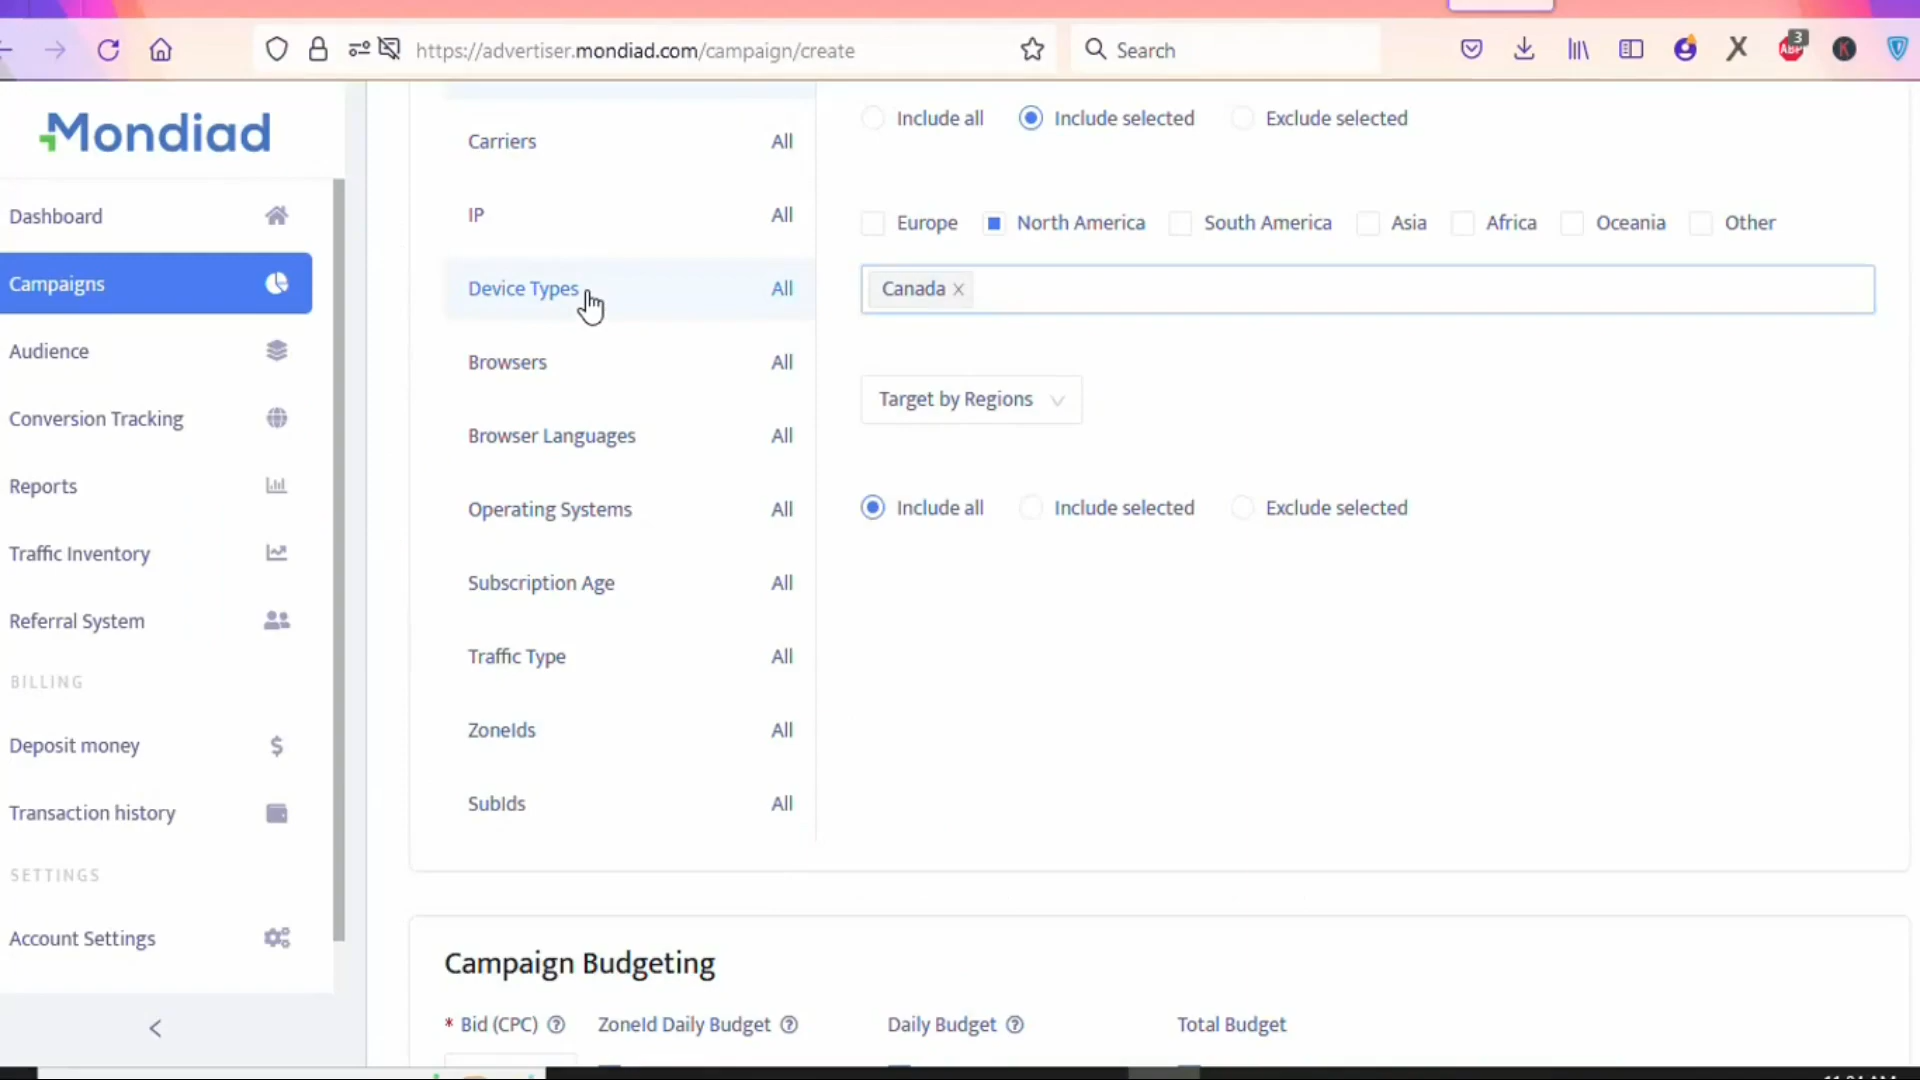 https://advertiser.mondiad.com/campaign/create
Search
3
ABP
K
Mondiad
Dashboard
Campaigns
Audience
Conversion Tracking
Reports
Traffic Inventory
Referral System
BILLING
Deposit money
Transaction history
SETTINGS
Account Settings
Carriers All
IP All
Device Types All
Browsers All
Browser Languages All
Operating Systems All
Subscription Age All
Traffic Type All
ZoneIds All
SubIds All
Include all Include selected Exclude selected
Europe North America South America Asia Africa Oceania Other
Canada
Target by Regions
Include all Include selected Exclude selected
Campaign Budgeting
* Bid (CPC) ZoneId Daily Budget Daily Budget Total Budget